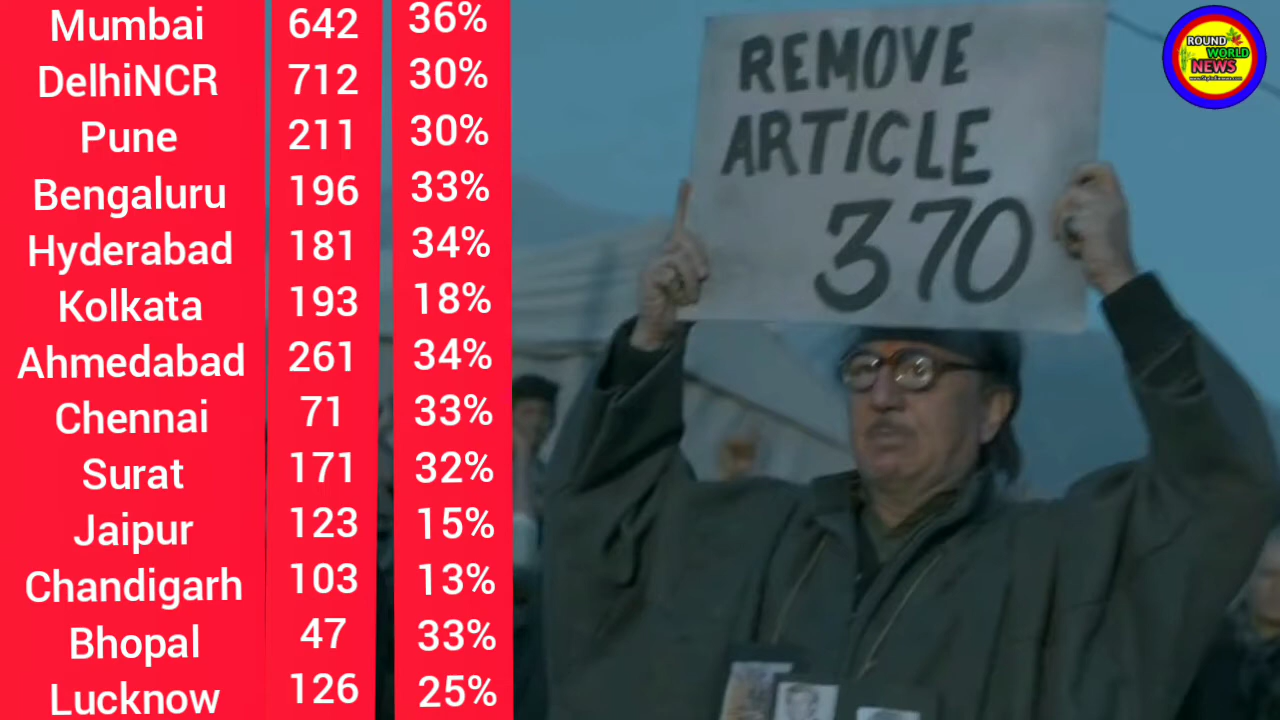 Mumbai 642 36%
DelhiNCR 712 30%
Pune 211 30%
Bengaluru 196 33%
Hyderabad 181 34%
Kolkata 193 18%
Ahmedabad 261 34%
Chennai 71 33%
Surat 171 32%
Jaipur 123 15%
Chandigarh 103 13%
Bhopal 47 33%
Lucknow 126 25%
REMOVE
ARTICLE
370
ROUND
WORLD
NEWS